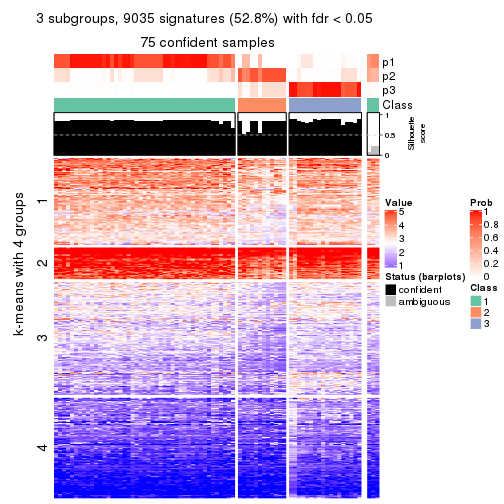 3 subgroups, 9035 signatures (52.8%) with fdr < 0.05
75 confident samples
p1
p2
p3
Class
1
0.5
0
Silhouette
score
k-means with 4 groups
1
2
3
4
Value
5
4
3
2
1
Status (barplots)
confident
ambiguous
Prob
1
0.8
0.6
0.4
0.2
0
Class
1
2
3